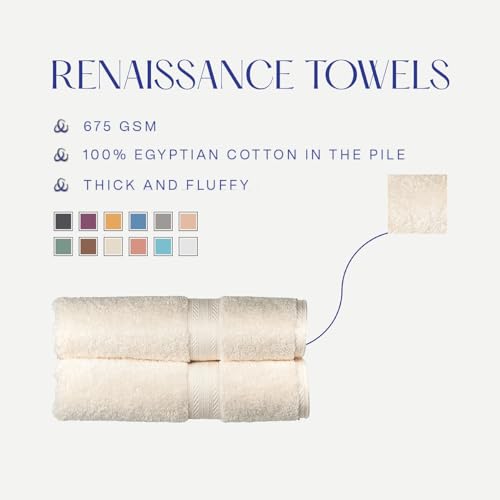 RENAISSANCE TOWELS
675 GSM
100% EGYPTIAN COTTON IN THE PILE
THICK AND FLUFFY